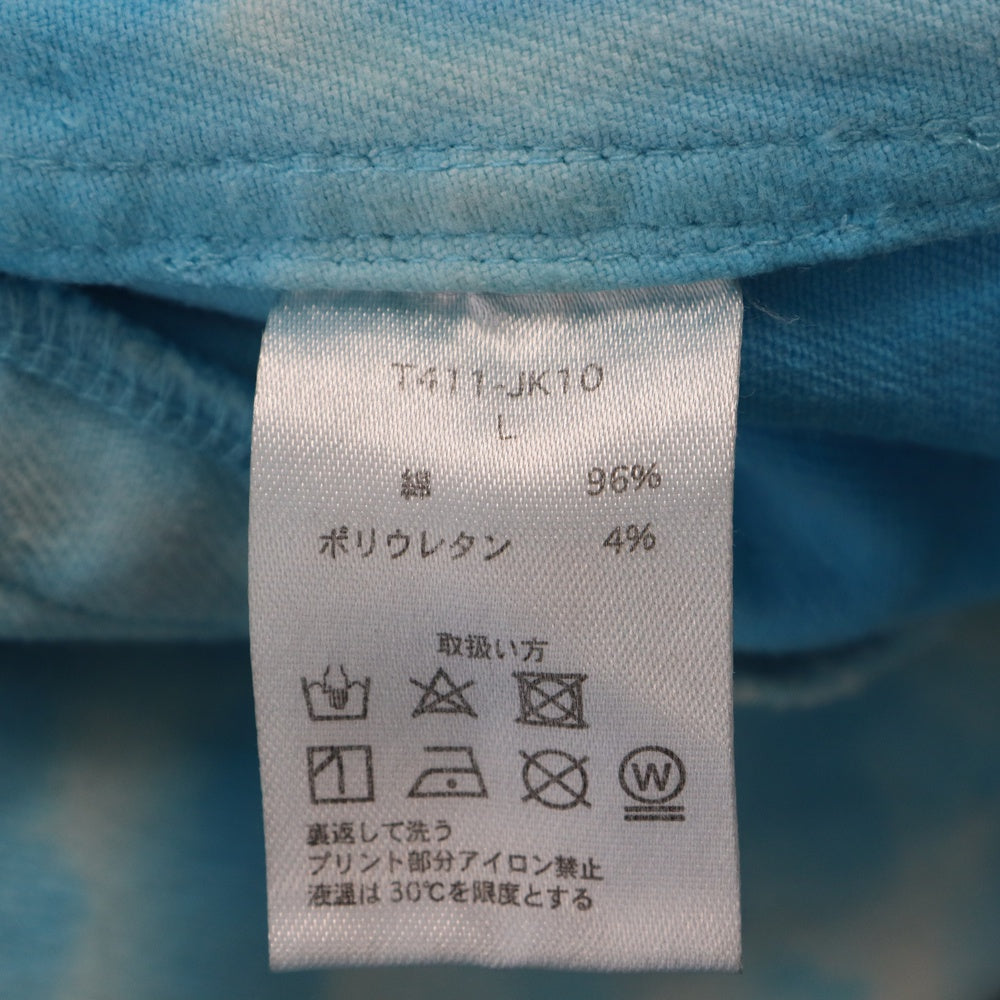 T411-JK10
L
綿 96%
ポリウレタン 4%
取扱い方
W
裏返して洗う
プリント部分アイロン禁止
液温は30℃を限度とする